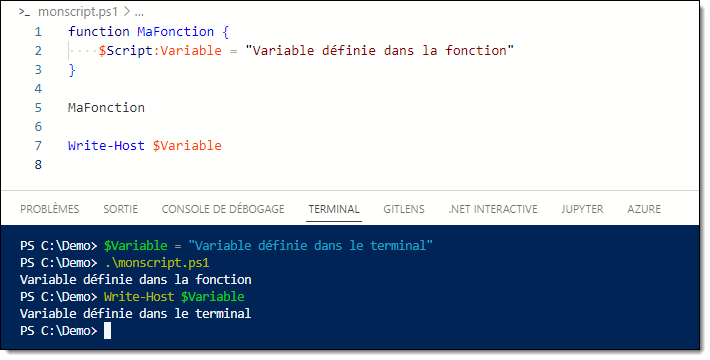 monscript.ps1 > ...
1 function MaFonction {
2 ····$Script:Variable = "Variable définie dans la fonction"
3 }
4
5 MaFonction
6
7 Write-Host $Variable
8
PROBLÈMES SORTIE CONSOLE DE DÉBOGAGE TERMINAL GITLENS .NET INTERACTIVE JUPYTER AZURE
PS C:\Demo> $Variable = "Variable définie dans le terminal"
PS C:\Demo> .\monscript.ps1
Variable définie dans la fonction
PS C:\Demo> Write-Host $Variable
Variable définie dans le terminal
PS C:\Demo>